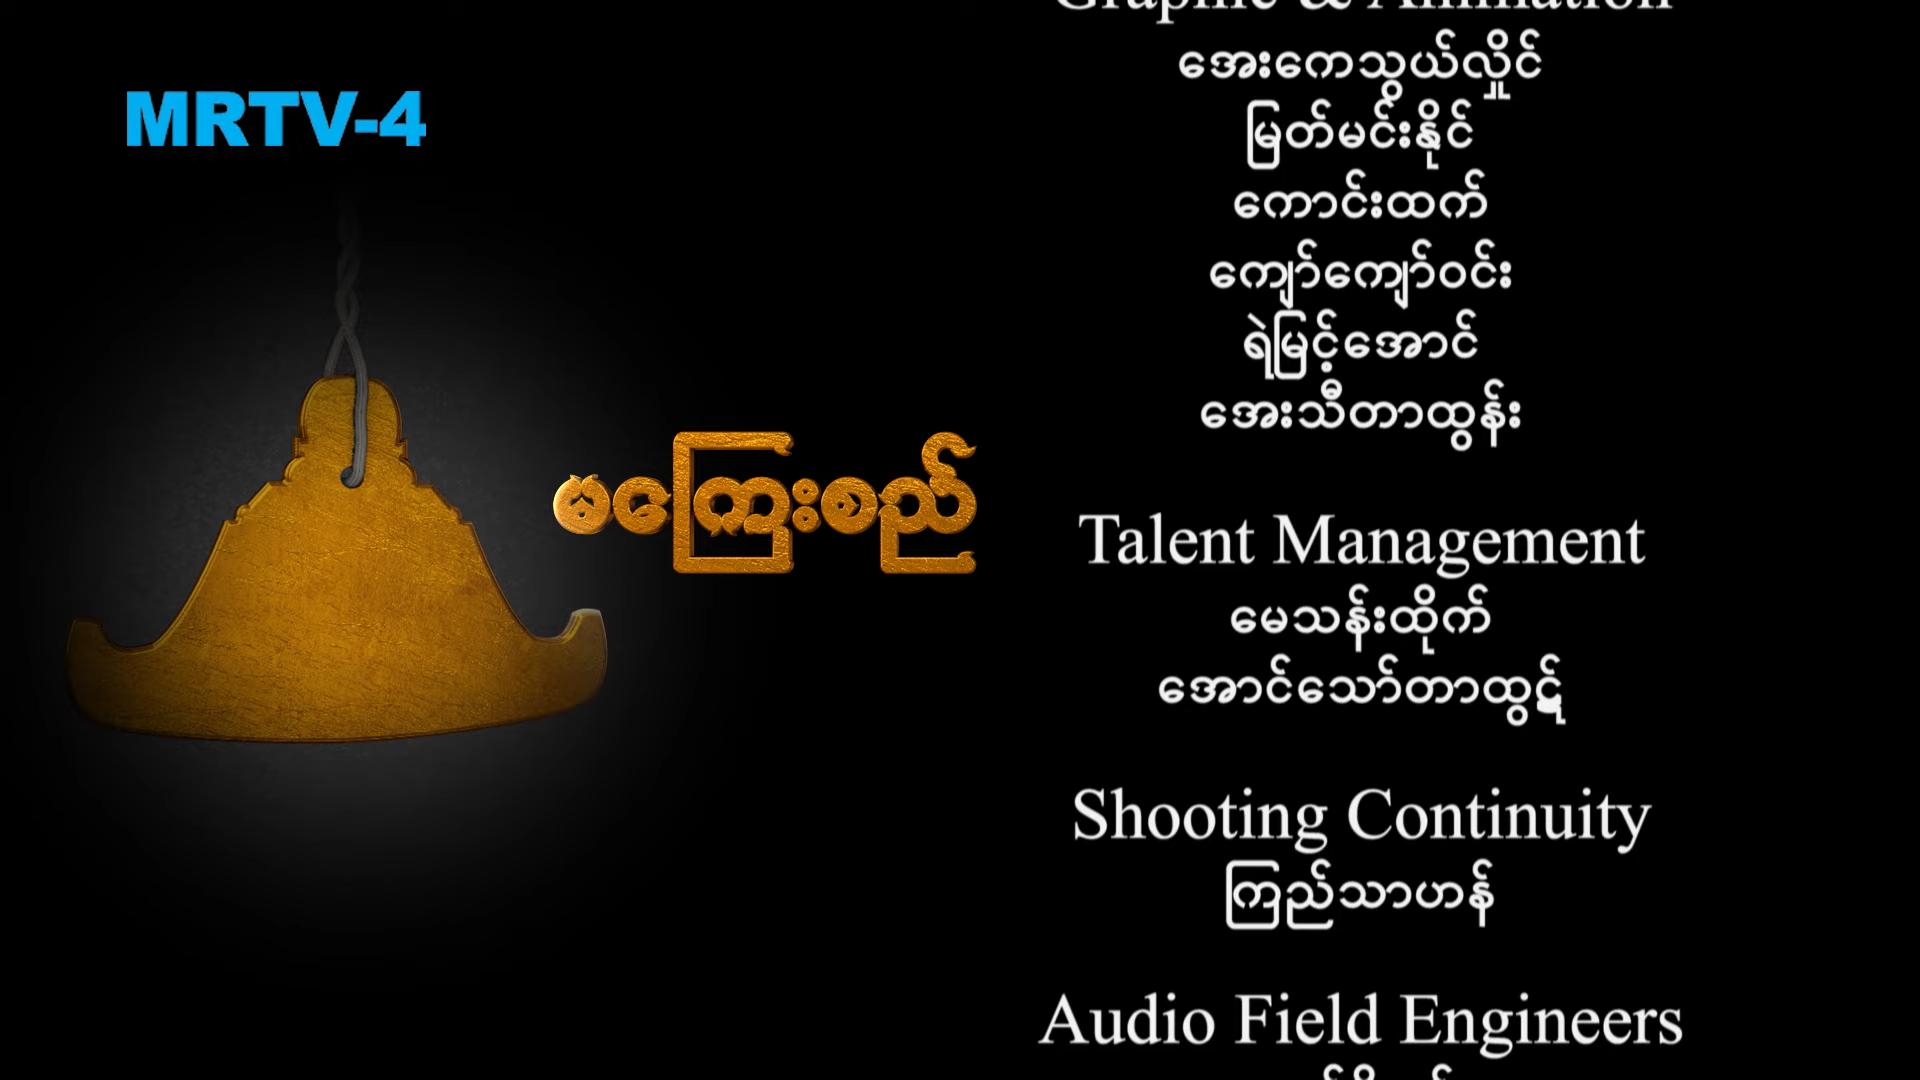 MRTV-4
မကြေးစည်
Graphic & Animation
အေးကေသွယ်လှိုင်
မြတ်မင်းနိုင်
ကောင်းထက်
ကျော်ကျော်ဝင်း
ရဲမြင့်အောင်
အေးသီတာထွန်း
Talent Management
မေသန်းထိုက်
အောင်သော်တာထွဋ်
Shooting Continuity
ကြည်သာဟန်
Audio Field Engineers